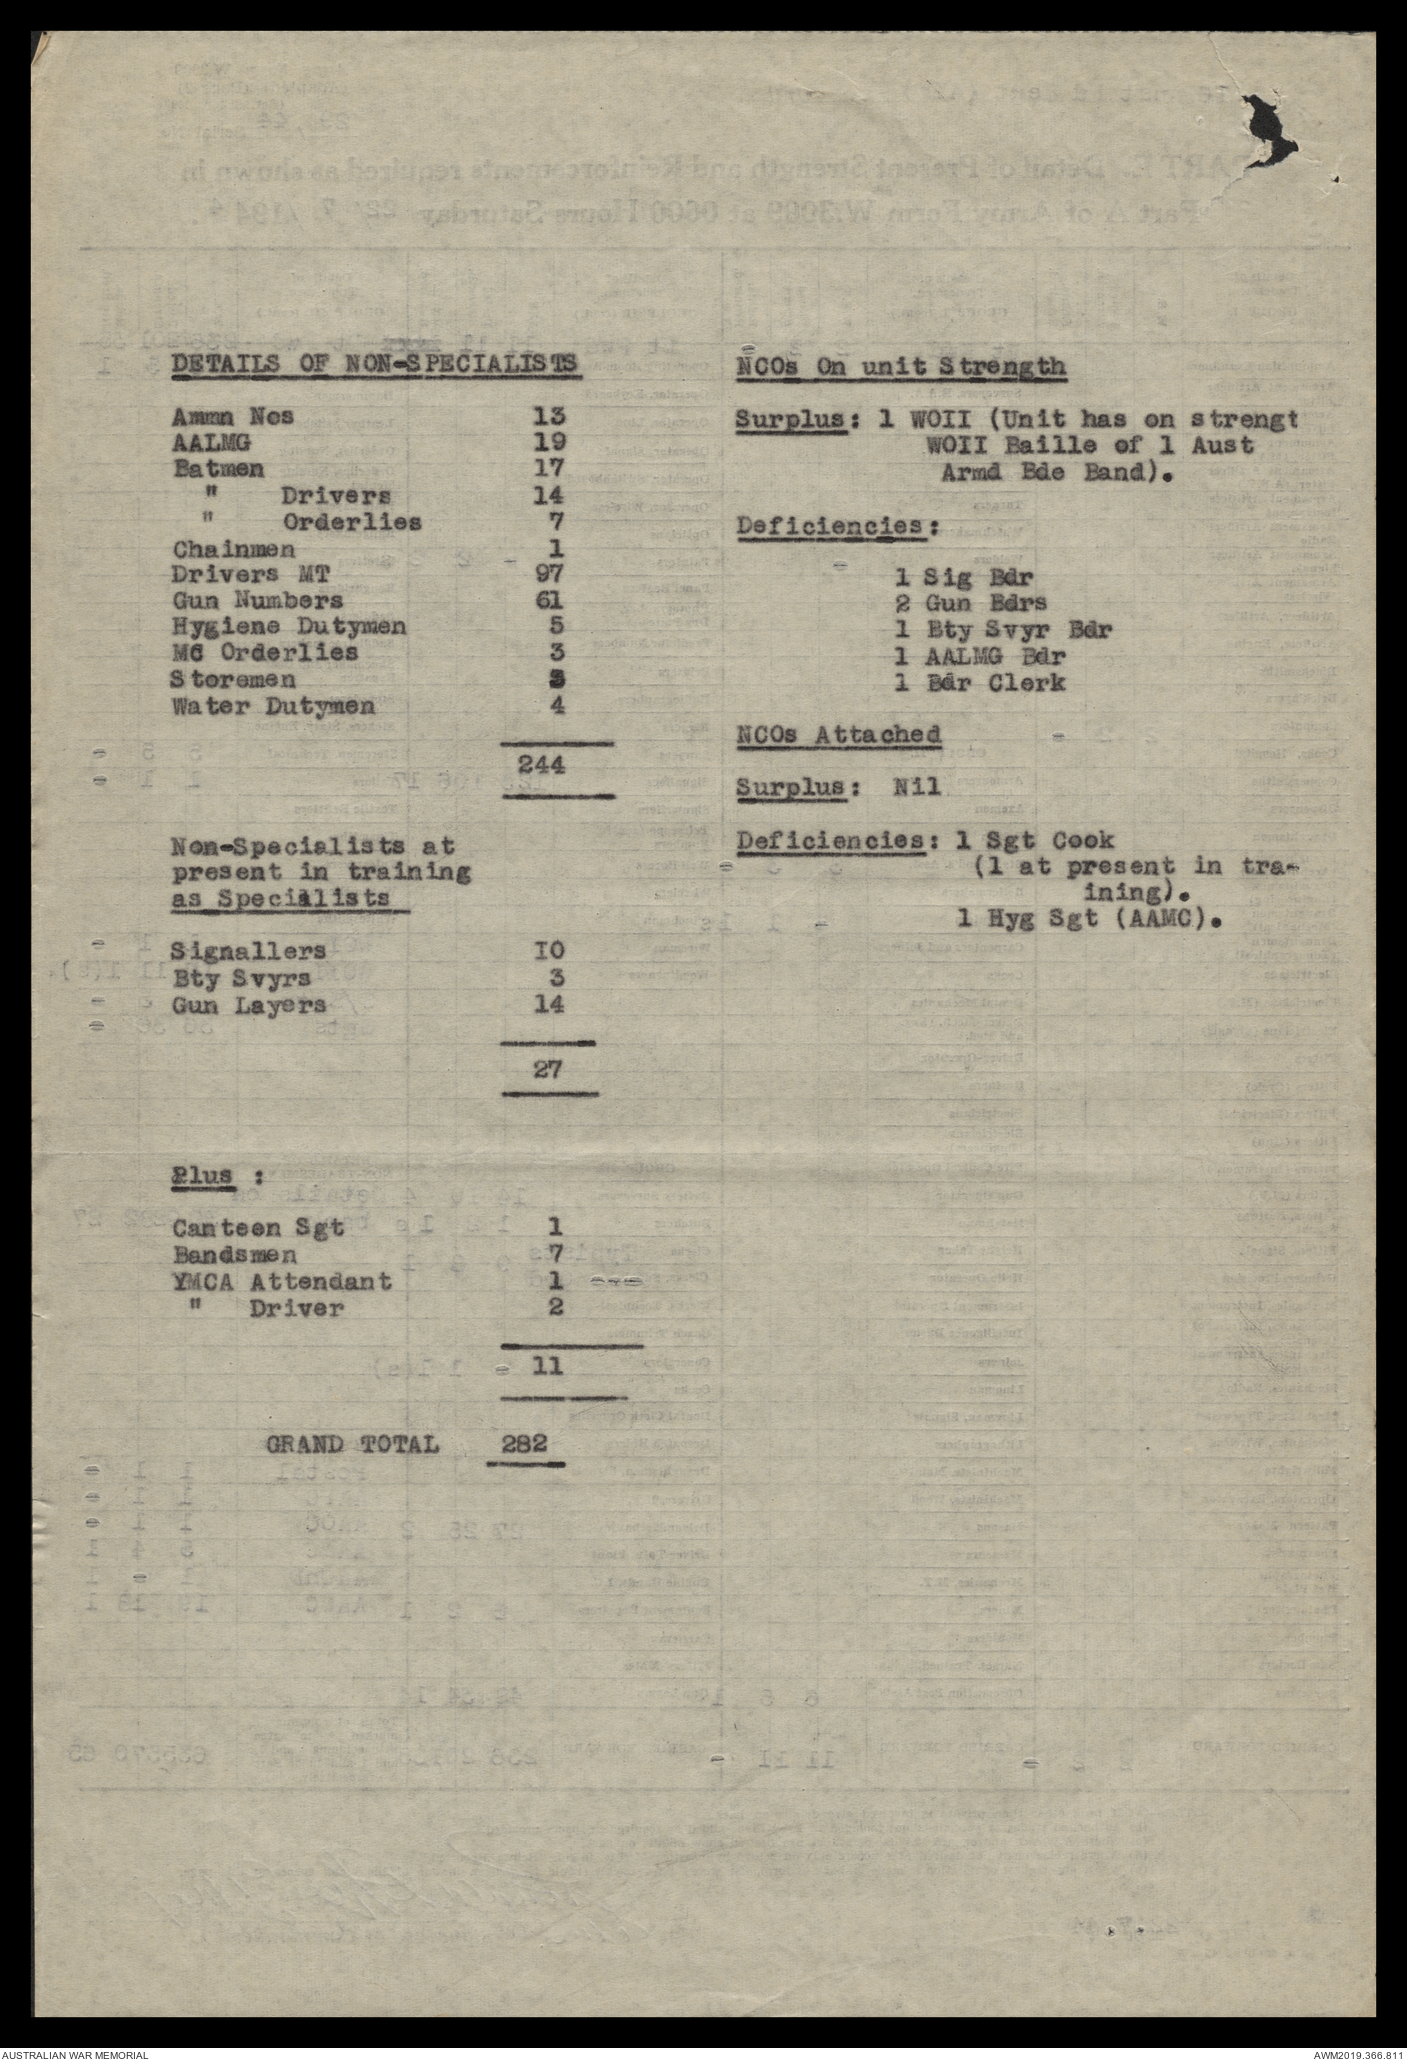 DETAILS OF NON-SPECIALISTS
Ammn Nos 13
AALMG 19
Batmen 17
" Drivers 14
" Orderlies 7
Chainmen 1
Drivers MT 97
Gun Numbers 61
Hygiene Dutymen 5
MC Orderlies 3
Storemen 3
Water Dutymen 4
244
Non-Specialists at
present in training
as Specialists
Signallers 10
Bty Svyrs 3
Gun Layers 14
27
Plus :
Canteen Sgt 1
Bandsmen 7
YMCA Attendant 1
" Driver 2
11
GRAND TOTAL 282
NCOs On unit Strength
Surplus: 1 WOII (Unit has on strengt
WOII Baille of 1 Aust
Armd Bde Band).
Deficiencies:
1 Sig Bdr
2 Gun Bdrs
1 Bty Svyr Bdr
1 AALMG Bdr
1 Bdr Clerk
NCOs Attached
Surplus: Nil
Deficiencies: 1 Sgt Cook
(1 at present in tra-
ining).
1 Hyg Sgt (AAMC).
AUSTRALIAN WAR MEMORIAL
AWM2019.366.811